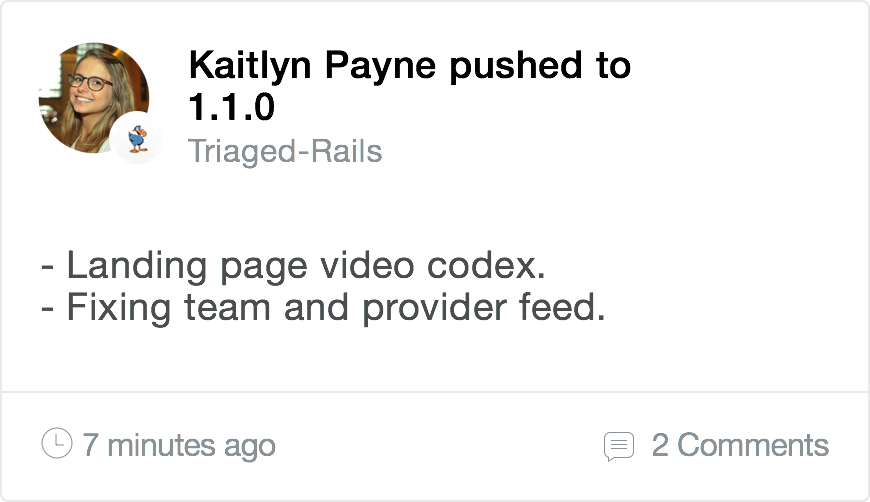 Kaitlyn Payne pushed to
1.1.0
Triaged-Rails
- Landing page video codex.
- Fixing team and provider feed.
7 minutes ago
2 Comments